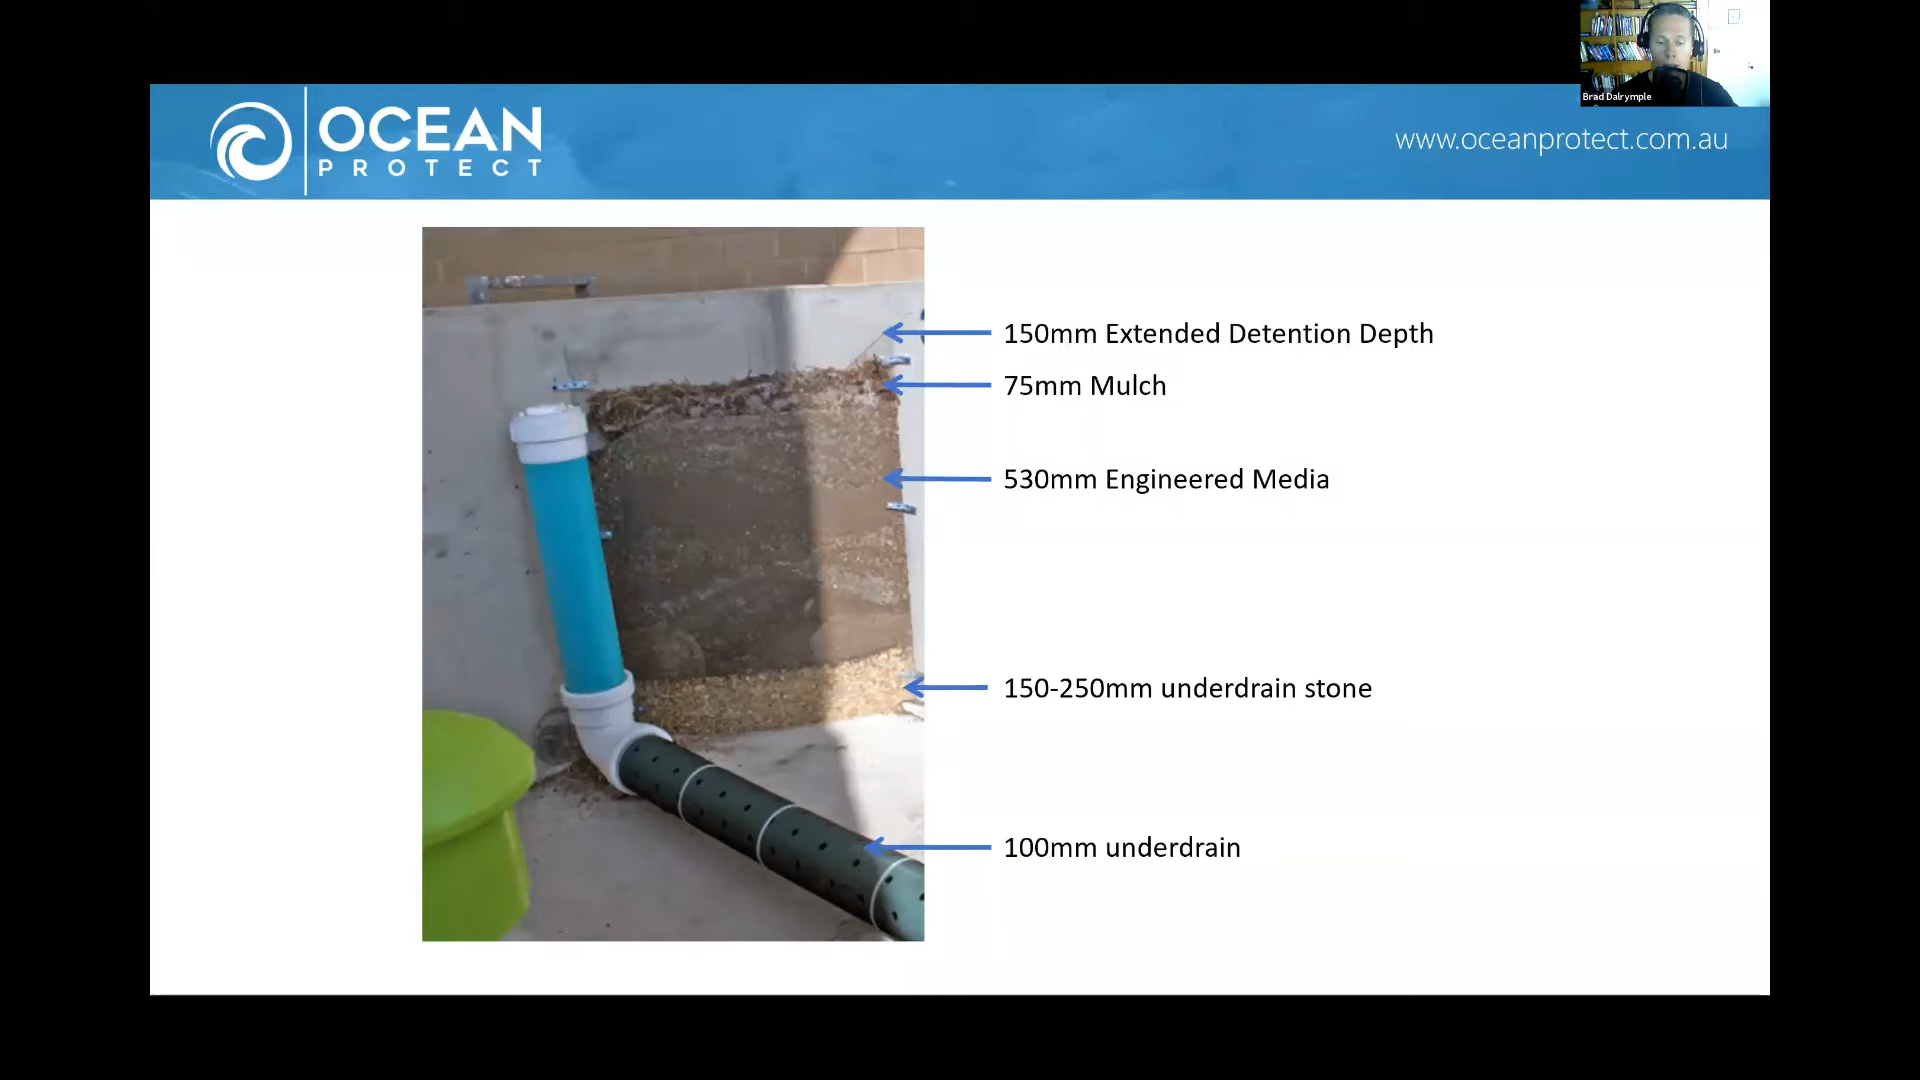 Brad Dalrymple
OCEAN
PROTECT
www.oceanprotect.com.au
150mm Extended Detention Depth
75mm Mulch
530mm Engineered Media
150-250mm underdrain stone
100mm underdrain